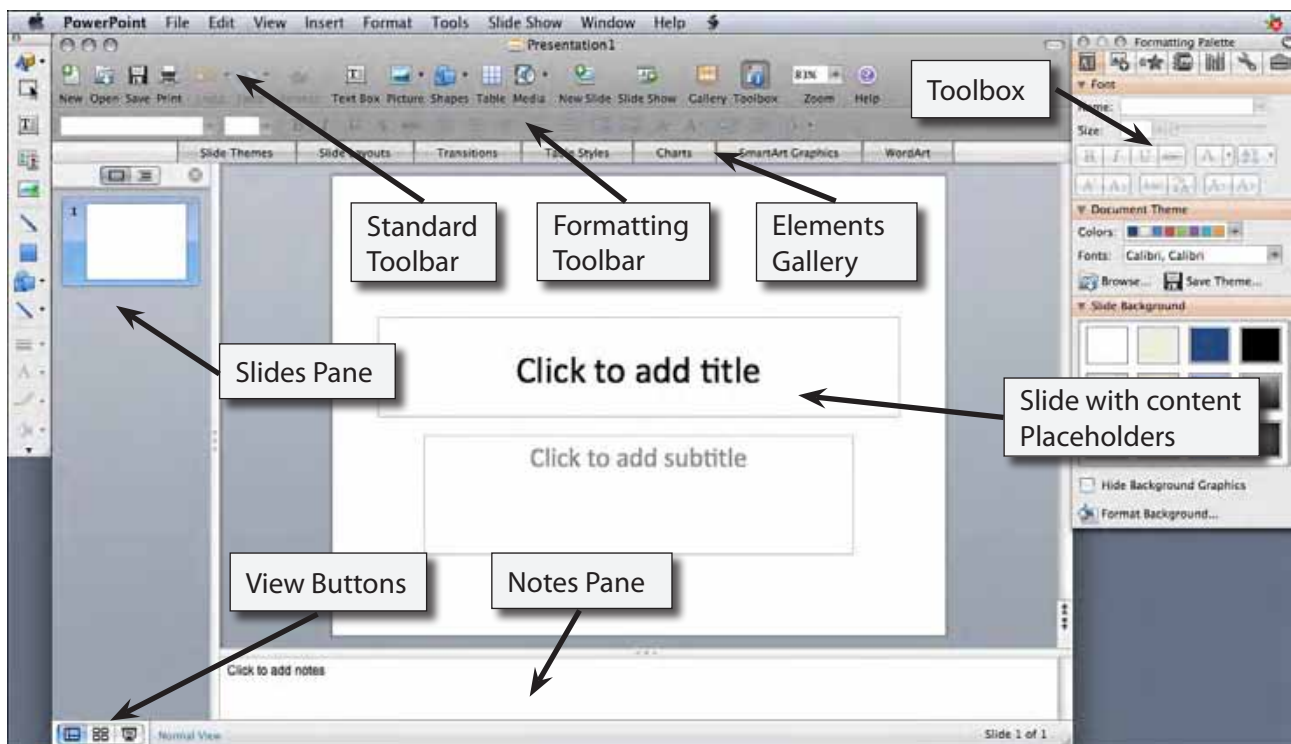 PowerPoint File Edit View Insert Format Tools Slide Show Window Help
Presentation1
Formatting Palette
New Open Save Print Text Box Picture Shapes Table Media New Slide Slide Show Gallery Toolbox Zoom Help
83%
Toolbox
Font
Name:
Size:
Slide Themes Slide Layouts Transitions Table Styles Charts SmartArt Graphics WordArt
1
Standard
Toolbar
Formatting
Toolbar
Elements
Gallery
Document Theme
Colors:
Fonts: Calibri, Calibri
Browse... Save Theme...
Slide Background
Slides Pane
Click to add title
Slide with content
Placeholders
Click to add subtitle
Hide Background Graphics
Format Background...
View Buttons
Notes Pane
Click to add notes
Normal View
Slide 1 of 1